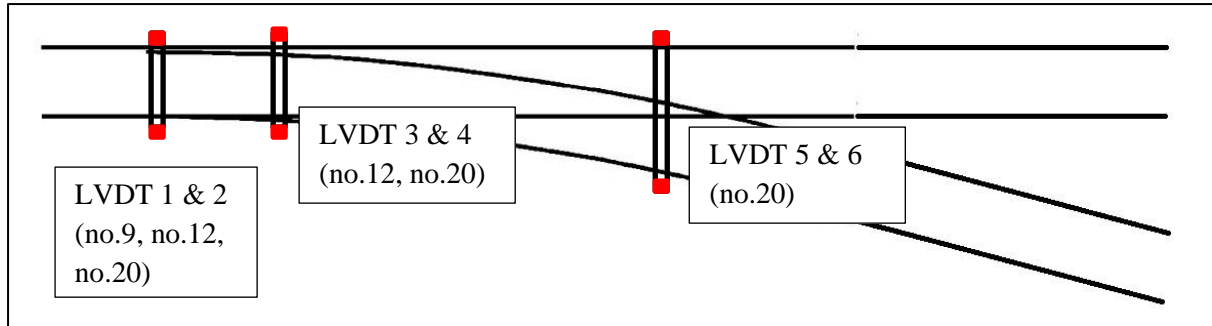 LVDT 1 & 2
(no.9, no.12,
no.20)
LVDT 3 & 4
(no.12, no.20)
LVDT 5 & 6
(no.20)